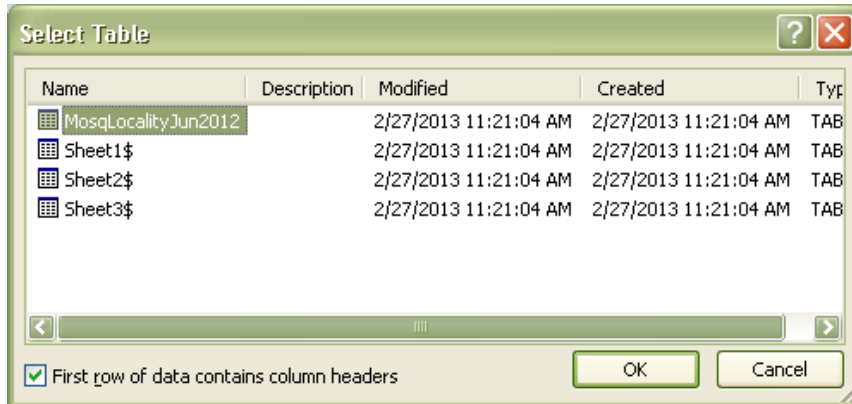 Select Table
Name Description Modified Created Typ
MosqLocalityJun2012 2/27/2013 11:21:04 AM 2/27/2013 11:21:04 AM TAB
Sheet1$ 2/27/2013 11:21:04 AM 2/27/2013 11:21:04 AM TAB
Sheet2$ 2/27/2013 11:21:04 AM 2/27/2013 11:21:04 AM TAB
Sheet3$ 2/27/2013 11:21:04 AM 2/27/2013 11:21:04 AM TAB
First row of data contains column headers OK Cancel